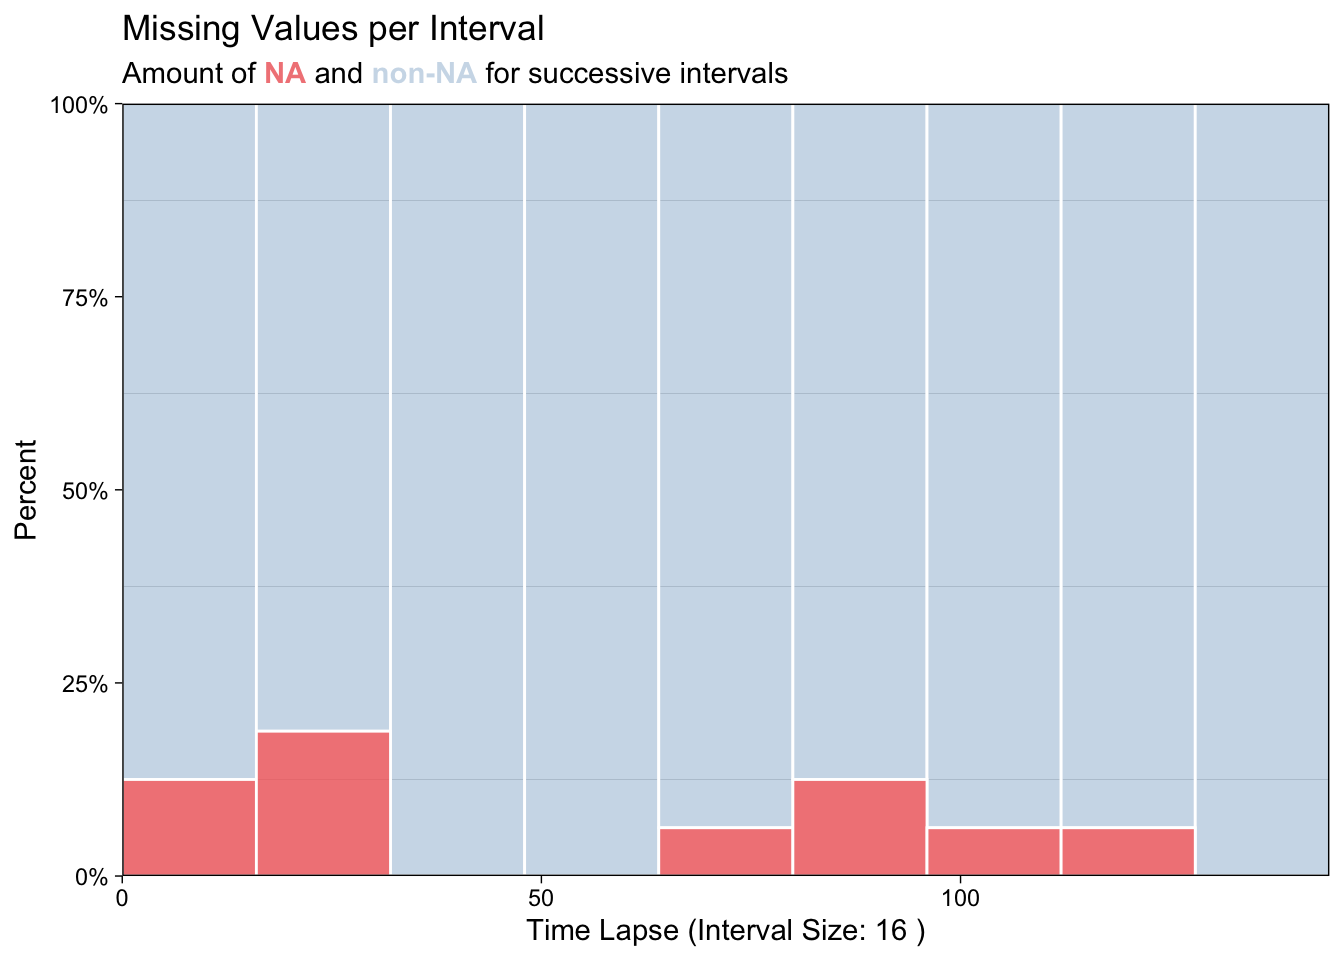 Missing Values per Interval
Amount of NA and non-NA for successive intervals
100%
75%
50%
25%
0%
Percent
0 50 100
Time Lapse (Interval Size: 16 )